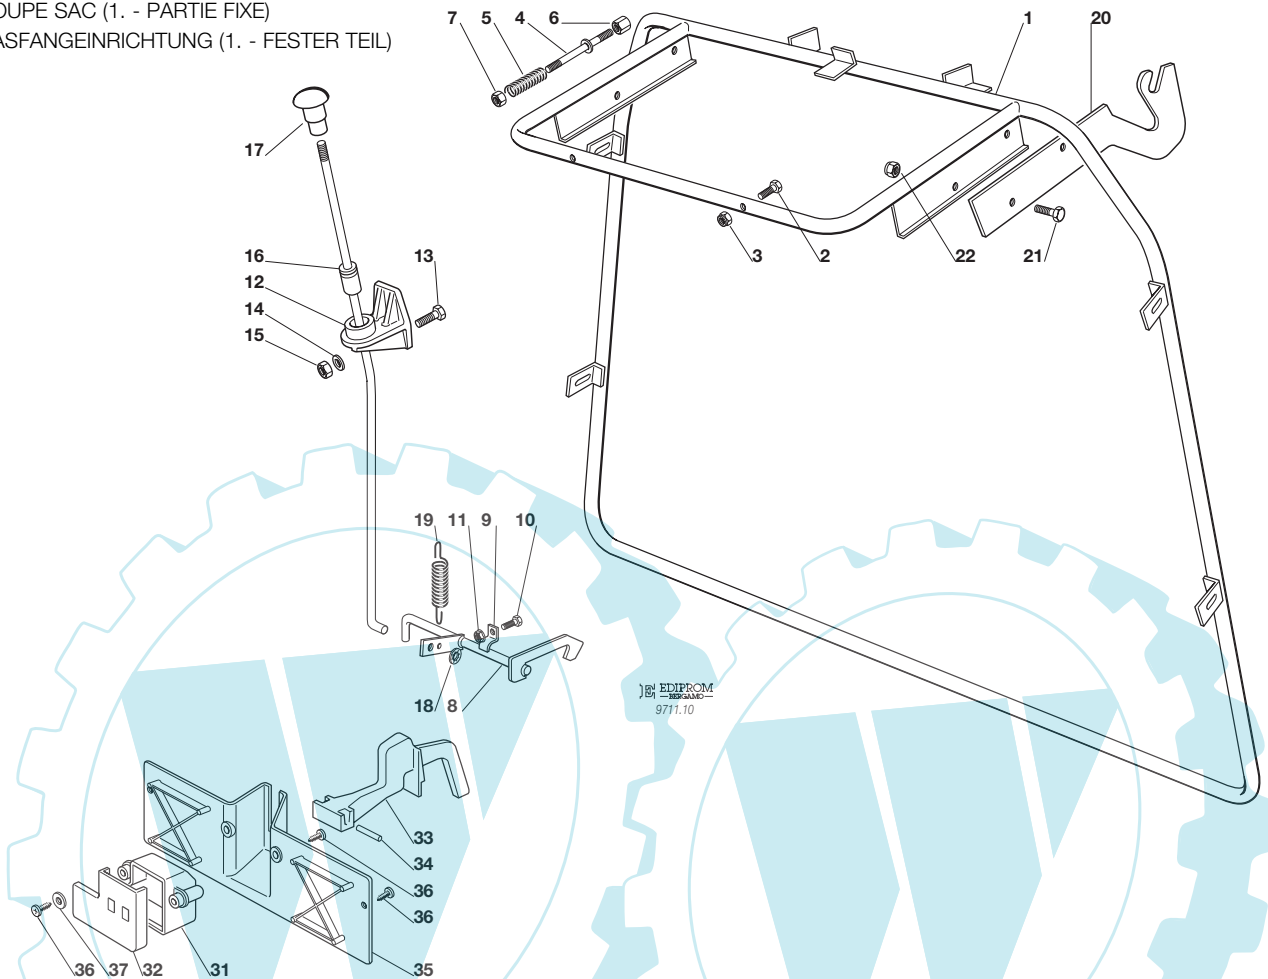 OUPE SAC (1. - PARTIE FIXE)
ASFANGEINRICHTUNG (1. - FESTER TEIL)
7 5 4 6 1 20
17
16
12
14
15
13
3 2 22 21
19 11 9 10
18 8
EDIPROM
BERGAMO
9711.10
33
34
36
36
36 37 32 31 35